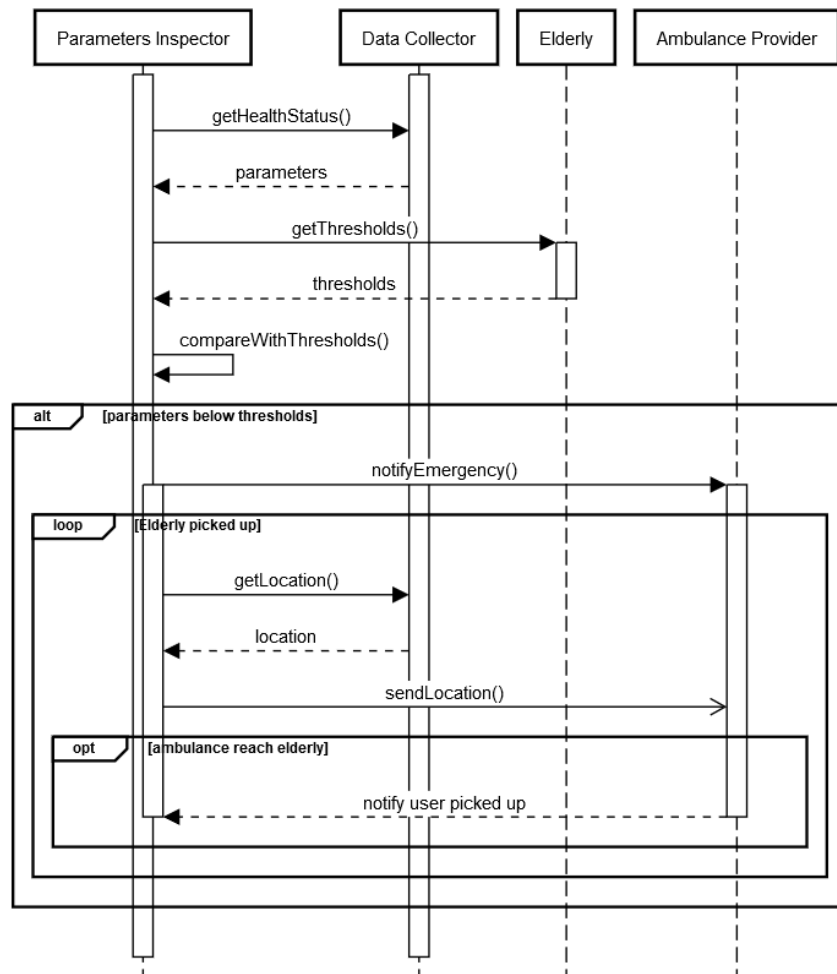 Parameters Inspector
Data Collector
Elderly
Ambulance Provider
getHealthStatus()
parameters
getThresholds()
thresholds
compareWithThresholds()
alt
[parameters below thresholds]
notifyEmergency()
loop
[Elderly picked up]
getLocation()
location
sendLocation()
opt
[ambulance reach elderly]
notify user picked up